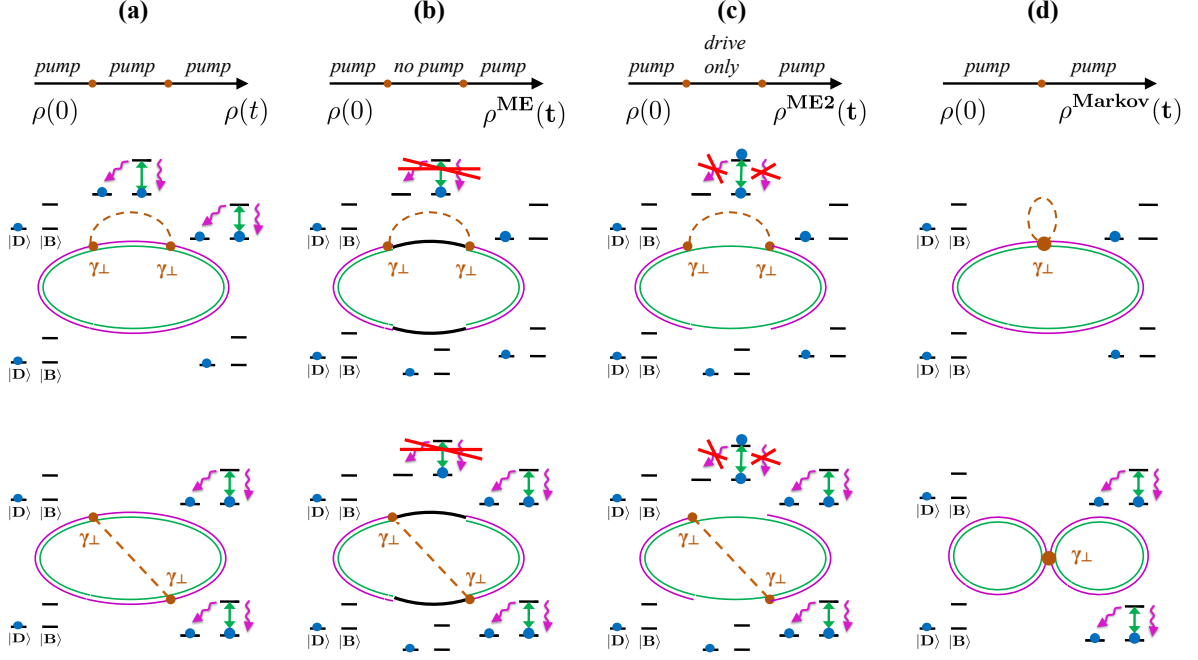 (a) (b) (c) (d)
drive
pump pump pump pump no pump pump pump only pump pump pump
ρ(0) ρ(t) ρ(0) ρ^ME(t) ρ(0) ρ^ME2(t) ρ(0) ρ^Markov(t)
|D⟩ |B⟩ |D⟩ |B⟩ |D⟩ |B⟩ |D⟩ |B⟩
γ⊥ γ⊥ γ⊥ γ⊥ γ⊥ γ⊥ γ⊥
|D⟩ |B⟩ |D⟩ |B⟩ |D⟩ |B⟩ |D⟩ |B⟩
|D⟩ |B⟩ |D⟩ |B⟩ |D⟩ |B⟩ |D⟩ |B⟩
γ⊥ γ⊥ γ⊥
γ⊥ γ⊥ γ⊥ γ⊥
|D⟩ |B⟩ |D⟩ |B⟩ |D⟩ |B⟩ |D⟩ |B⟩